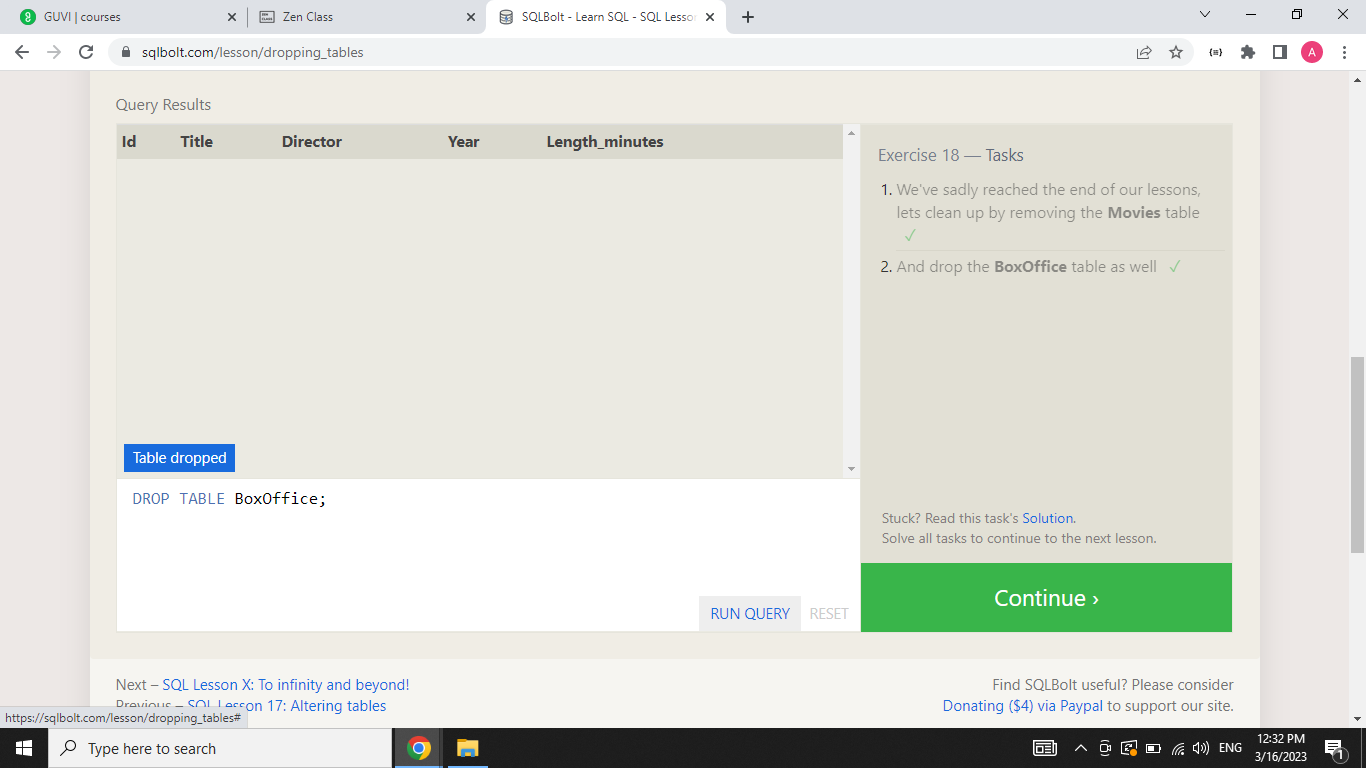 GUVI | courses
Zen Class
SQLBolt - Learn SQL - SQL Lesso
sqlbolt.com/lesson/dropping_tables
A
Query Results
Id Title Director Year Length_minutes
Exercise 18 — Tasks
1. We've sadly reached the end of our lessons,
lets clean up by removing the Movies table
✓
2. And drop the BoxOffice table as well ✓
Table dropped
DROP TABLE BoxOffice;
Stuck? Read this task's Solution.
Solve all tasks to continue to the next lesson.
RUN QUERY RESET
Continue ›
Next – SQL Lesson X: To infinity and beyond!
Previous – SQL Lesson 17: Altering tables
Find SQLBolt useful? Please consider
Donating ($4) via Paypal to support our site.
https://sqlbolt.com/lesson/dropping_tables#
Type here to search
ENG
12:32 PM
3/16/2023
1